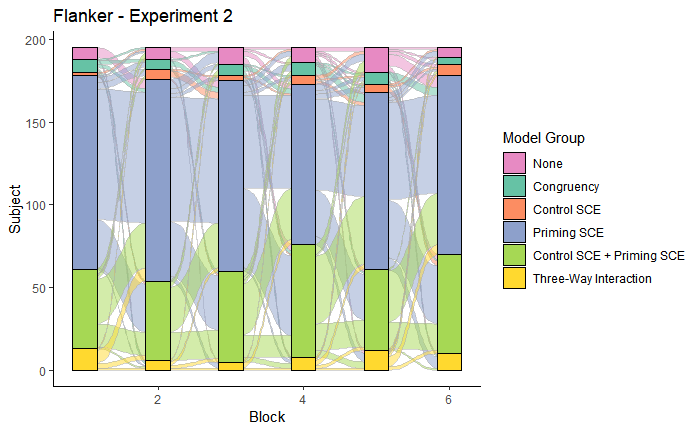 Flanker - Experiment 2
200
150
100
50
0
Subject
2
4
6
Block
Model Group
None
Congruency
Control SCE
Priming SCE
Control SCE + Priming SCE
Three-Way Interaction